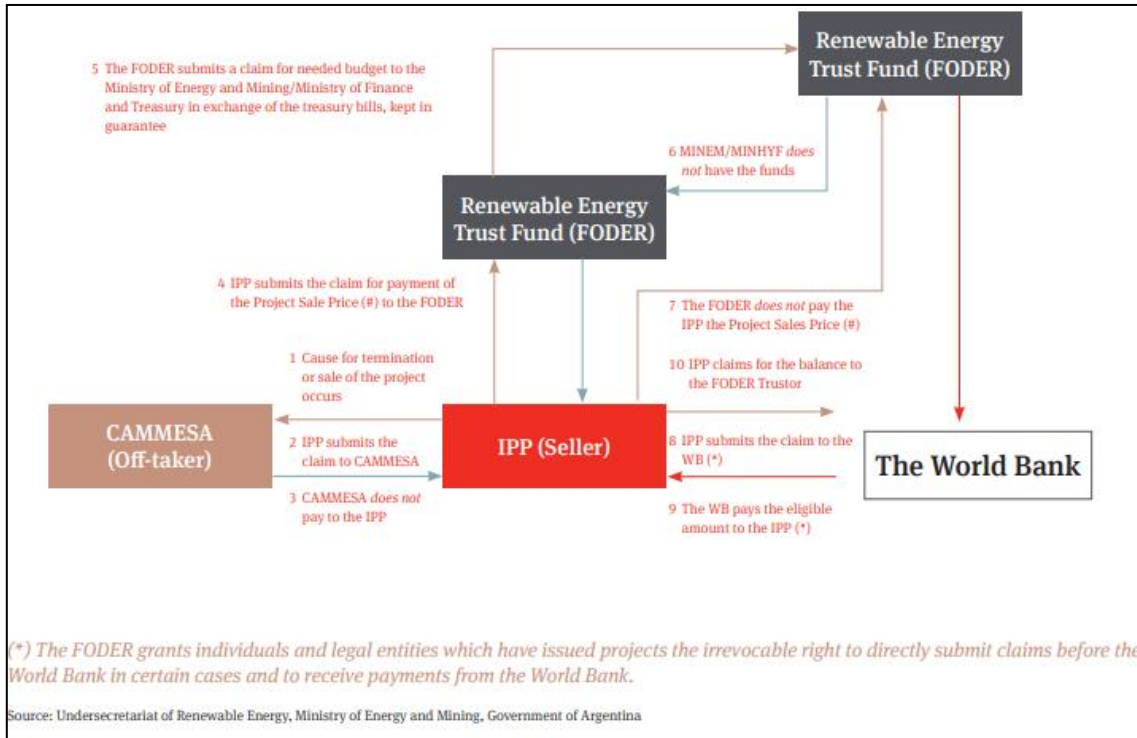 Renewable Energy
Trust Fund (FODER)
5 The FODER submits a claim for needed budget to the
Ministry of Energy and Mining/Ministry of Finance
and Treasury in exchange of the treasury bills, kept in
guarantee
6 MINEM/MINHYF does
not have the funds
Renewable Energy
Trust Fund (FODER)
4 IPP submits the claim for payment of
the Project Sale Price (#) to the FODER
7 The FODER does not pay the
IPP the Project Sales Price (#)
1 Cause for termination
or sale of the project
occurs
10 IPP claims for the balance to
the FODER Trustor
CAMMESA
(Off-taker)
2 IPP submits the
claim to CAMMESA
3 CAMMESA does not
pay to the IPP
IPP (Seller)
8 IPP submits the claim to the
WB (*)
9 The WB pays the eligible
amount to the IPP (*)
The World Bank
(*) The FODER grants individuals and legal entities which have issued projects the irrevocable right to directly submit claims before the
World Bank in certain cases and to receive payments from the World Bank.
Source: Undersecretariat of Renewable Energy, Ministry of Energy and Mining, Government of Argentina